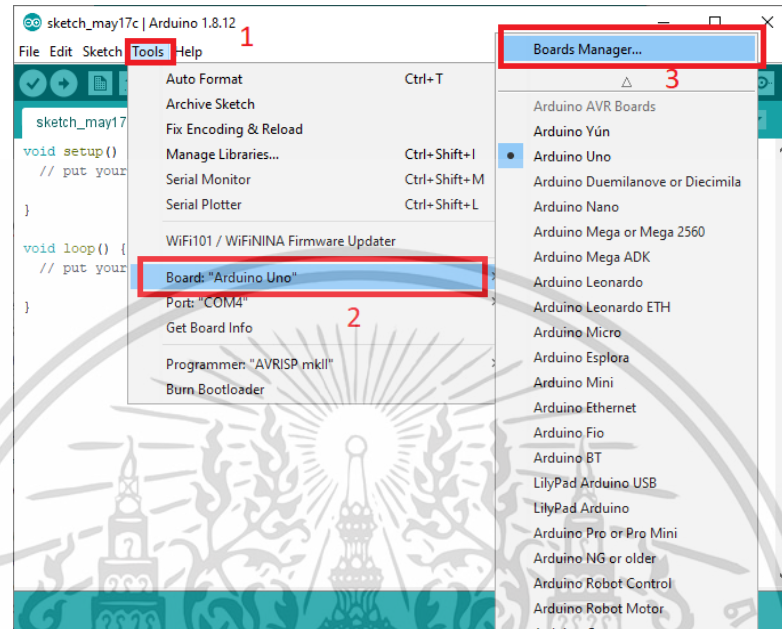 sketch_may17c | Arduino 1.8.12
File Edit Sketch Tools Help
1
sketch_may17
void setup()
// put your
}
void loop() {
// put your
}
Auto Format Ctrl+T
Archive Sketch
Fix Encoding & Reload
Manage Libraries... Ctrl+Shift+I
Serial Monitor Ctrl+Shift+M
Serial Plotter Ctrl+Shift+L
WiFi101 / WiFiNINA Firmware Updater
Board: "Arduino Uno"
Port: "COM4"
2
Get Board Info
Programmer: "AVRISP mkII"
Burn Bootloader
Boards Manager...
3
Arduino AVR Boards
Arduino Yún
Arduino Uno
Arduino Duemilanove or Diecimila
Arduino Nano
Arduino Mega or Mega 2560
Arduino Mega ADK
Arduino Leonardo
Arduino Leonardo ETH
Arduino Micro
Arduino Esplora
Arduino Mini
Arduino Ethernet
Arduino Fio
Arduino BT
LilyPad Arduino USB
LilyPad Arduino
Arduino Pro or Pro Mini
Arduino NG or older
Arduino Robot Control
Arduino Robot Motor